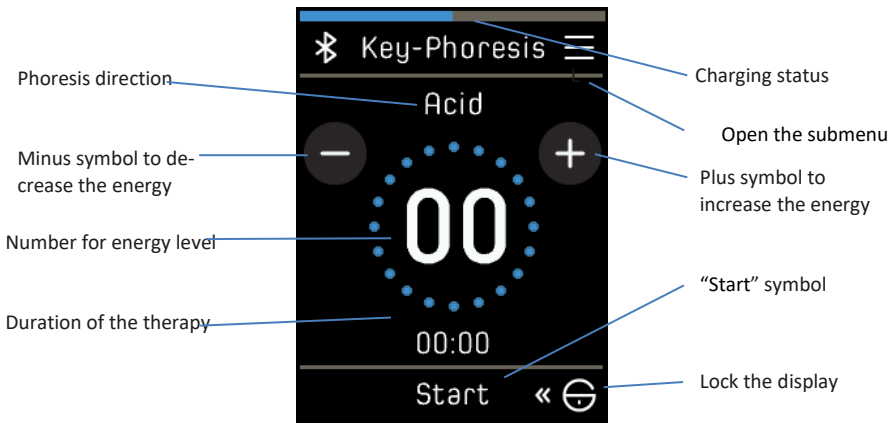 Key-Phoresis
Phoresis direction
Charging status
Acid
Open the submenu
Minus symbol to de-
crease the energy
Plus symbol to
increase the energy
00
Number for energy level
“Start” symbol
Duration of the therapy
00:00
Start «
Lock the display